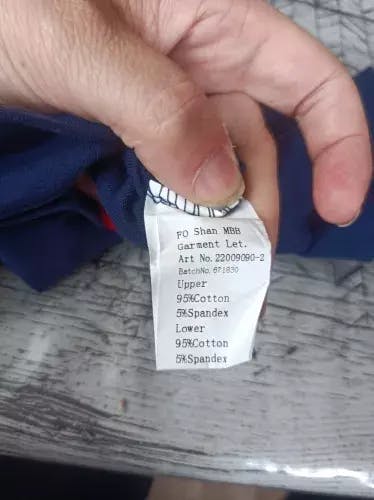 FO Shan MBB
Garment Let.
Art No. 22009090-2
BatchNo. 671830
Upper
95%Cotton
5%Spandex
Lower
95%Cotton
5%Spandex